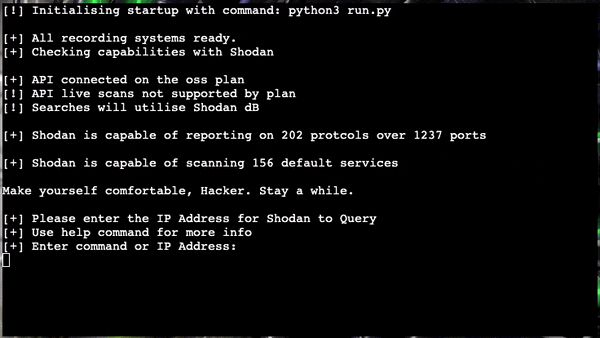 [!] Initialising startup with command: python3 run.py
[+] All recording systems ready.
[+] Checking capabilities with Shodan
[+] API connected on the oss plan
[!] API live scans not supported by plan
[!] Searches will utilise Shodan dB
[+] Shodan is capable of reporting on 202 protcols over 1237 ports
[+] Shodan is capable of scanning 156 default services
Make yourself comfortable, Hacker. Stay a while.
[+] Please enter the IP Address for Shodan to Query
[+] Use help command for more info
[+] Enter command or IP Address: